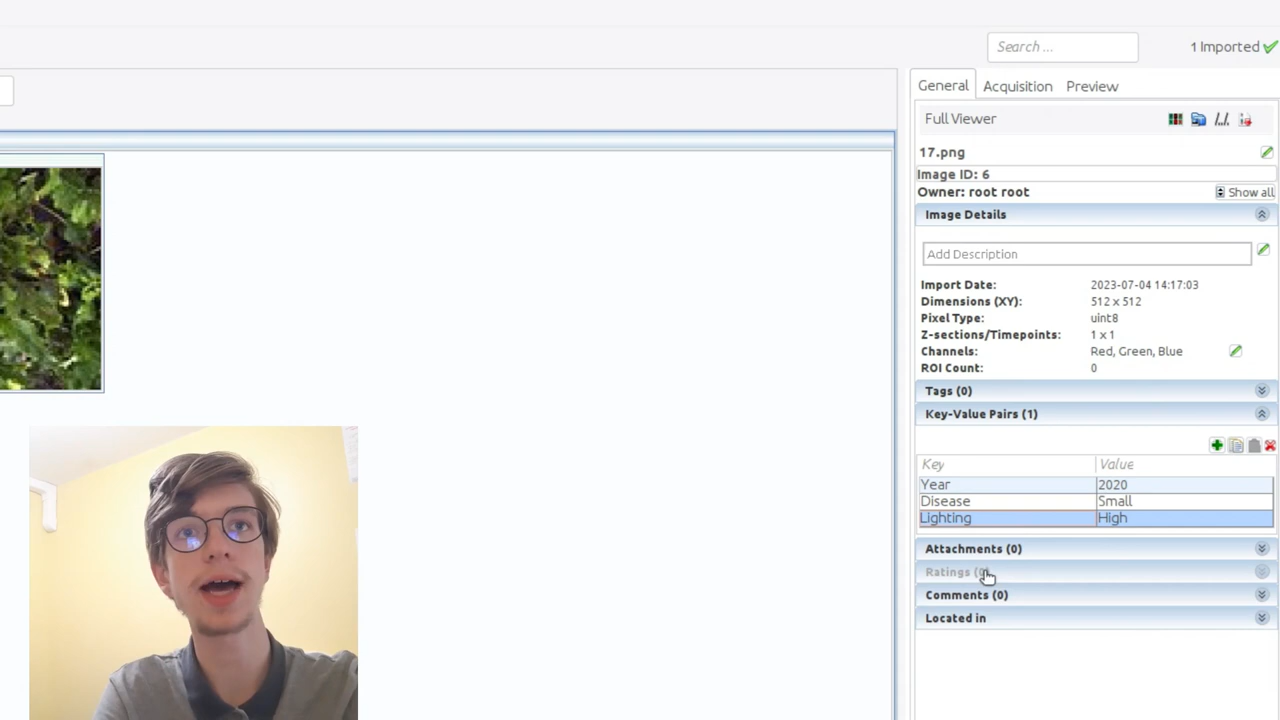 Search ...
1 Imported
General Acquisition Preview
Full Viewer
17.png
Image ID: 6
Owner: root root
Show all
Image Details
Add Description
Import Date: 2023-07-04 14:17:03
Dimensions (XY): 512 x 512
Pixel Type: uint8
Z-sections/Timepoints: 1 x 1
Channels: Red, Green, Blue
ROI Count: 0
Tags (0)
Key-Value Pairs (1)
Key Value
Year 2020
Disease Small
Lighting High
Attachments (0)
Ratings (0)
Comments (0)
Located in